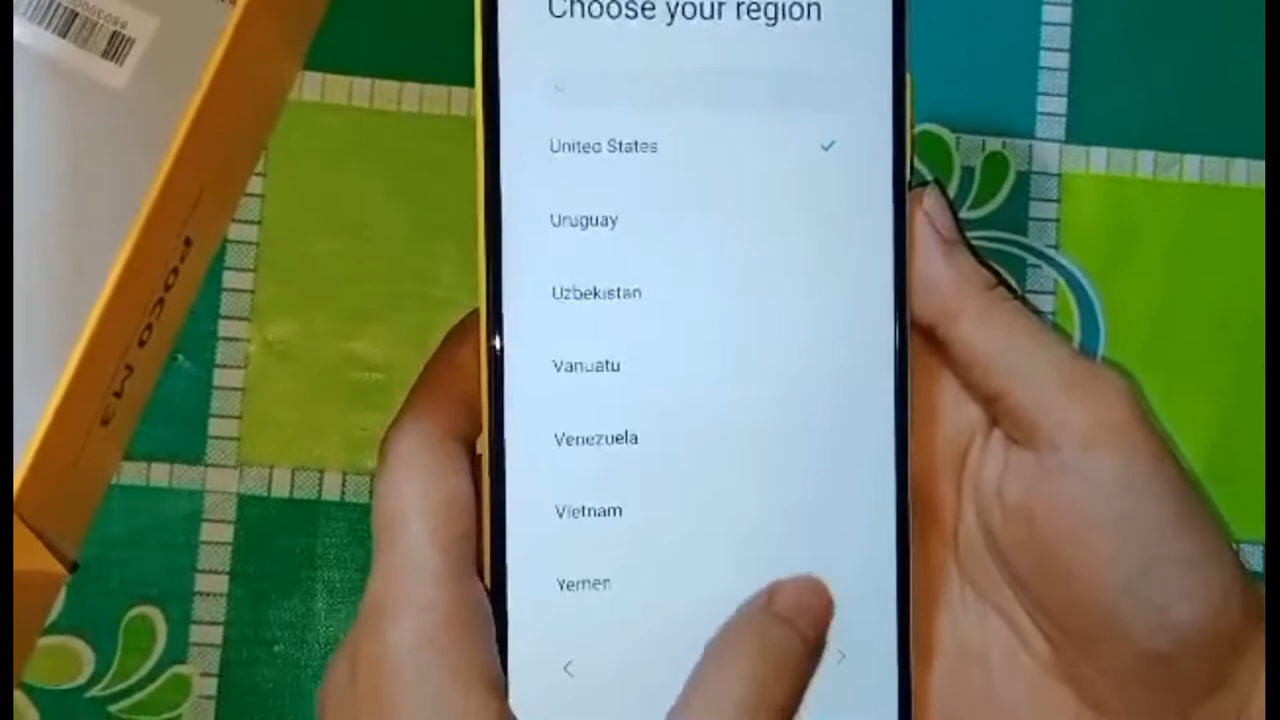 Choose your region
United States
Uruguay
Uzbekistan
Vanuatu
Venezuela
Vietnam
Yemen
POCO M3